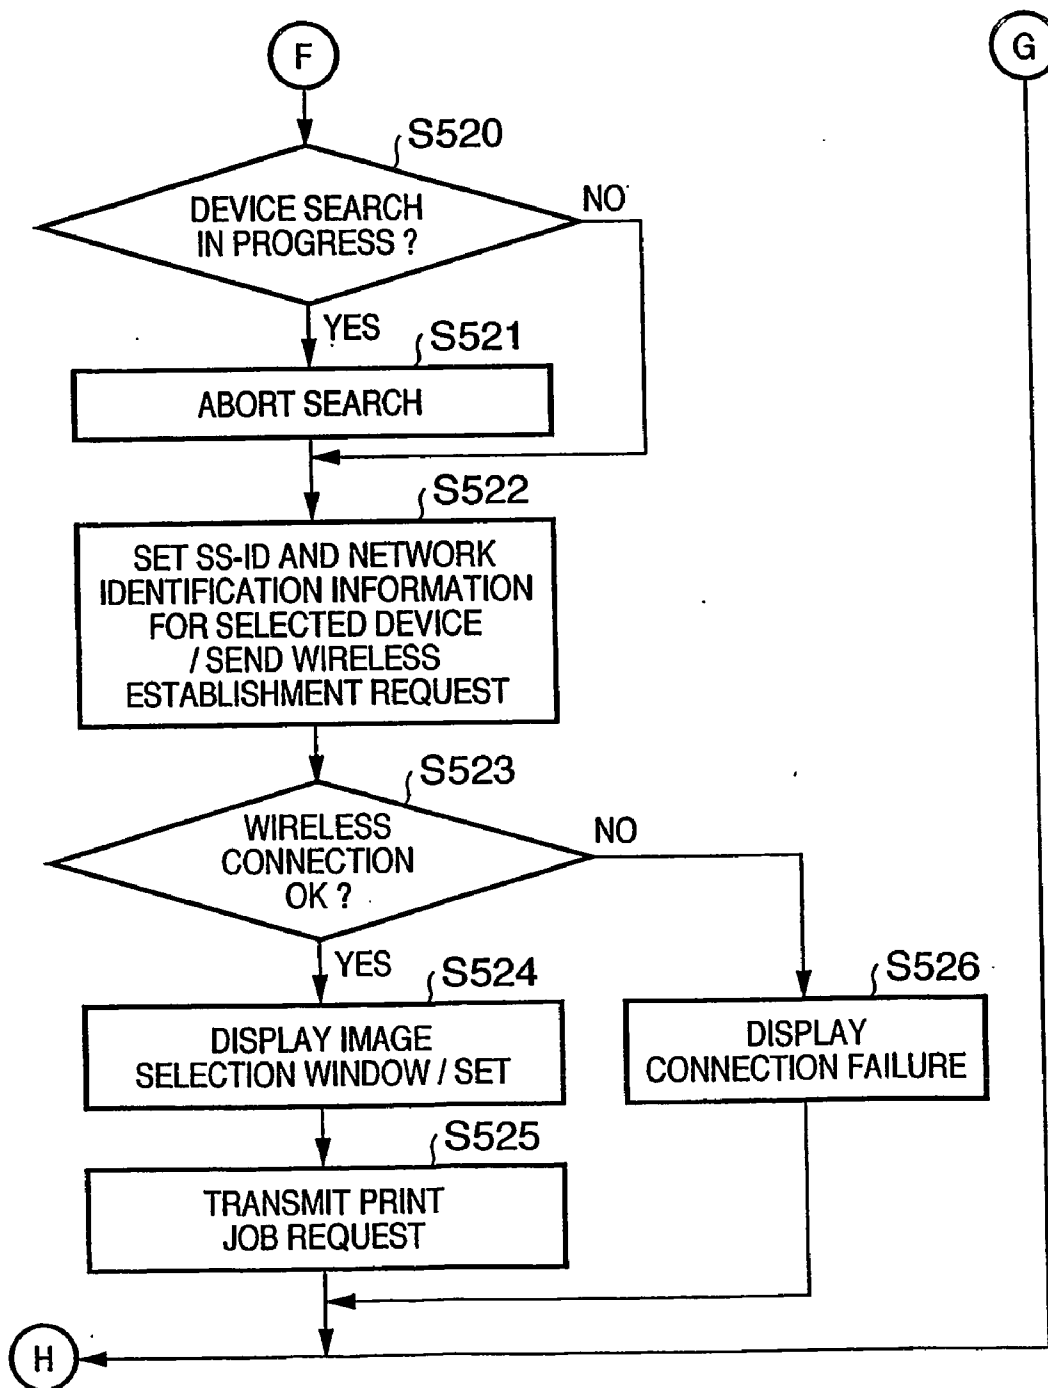 F
G
S520
DEVICE SEARCH
IN PROGRESS ?
NO
YES
S521
ABORT SEARCH
S522
SET SS-ID AND NETWORK
IDENTIFICATION INFORMATION
FOR SELECTED DEVICE
/ SEND WIRELESS
ESTABLISHMENT REQUEST
S523
WIRELESS
CONNECTION
OK ?
NO
YES
S524
DISPLAY IMAGE
SELECTION WINDOW / SET
S526
DISPLAY
CONNECTION FAILURE
S525
TRANSMIT PRINT
JOB REQUEST
H